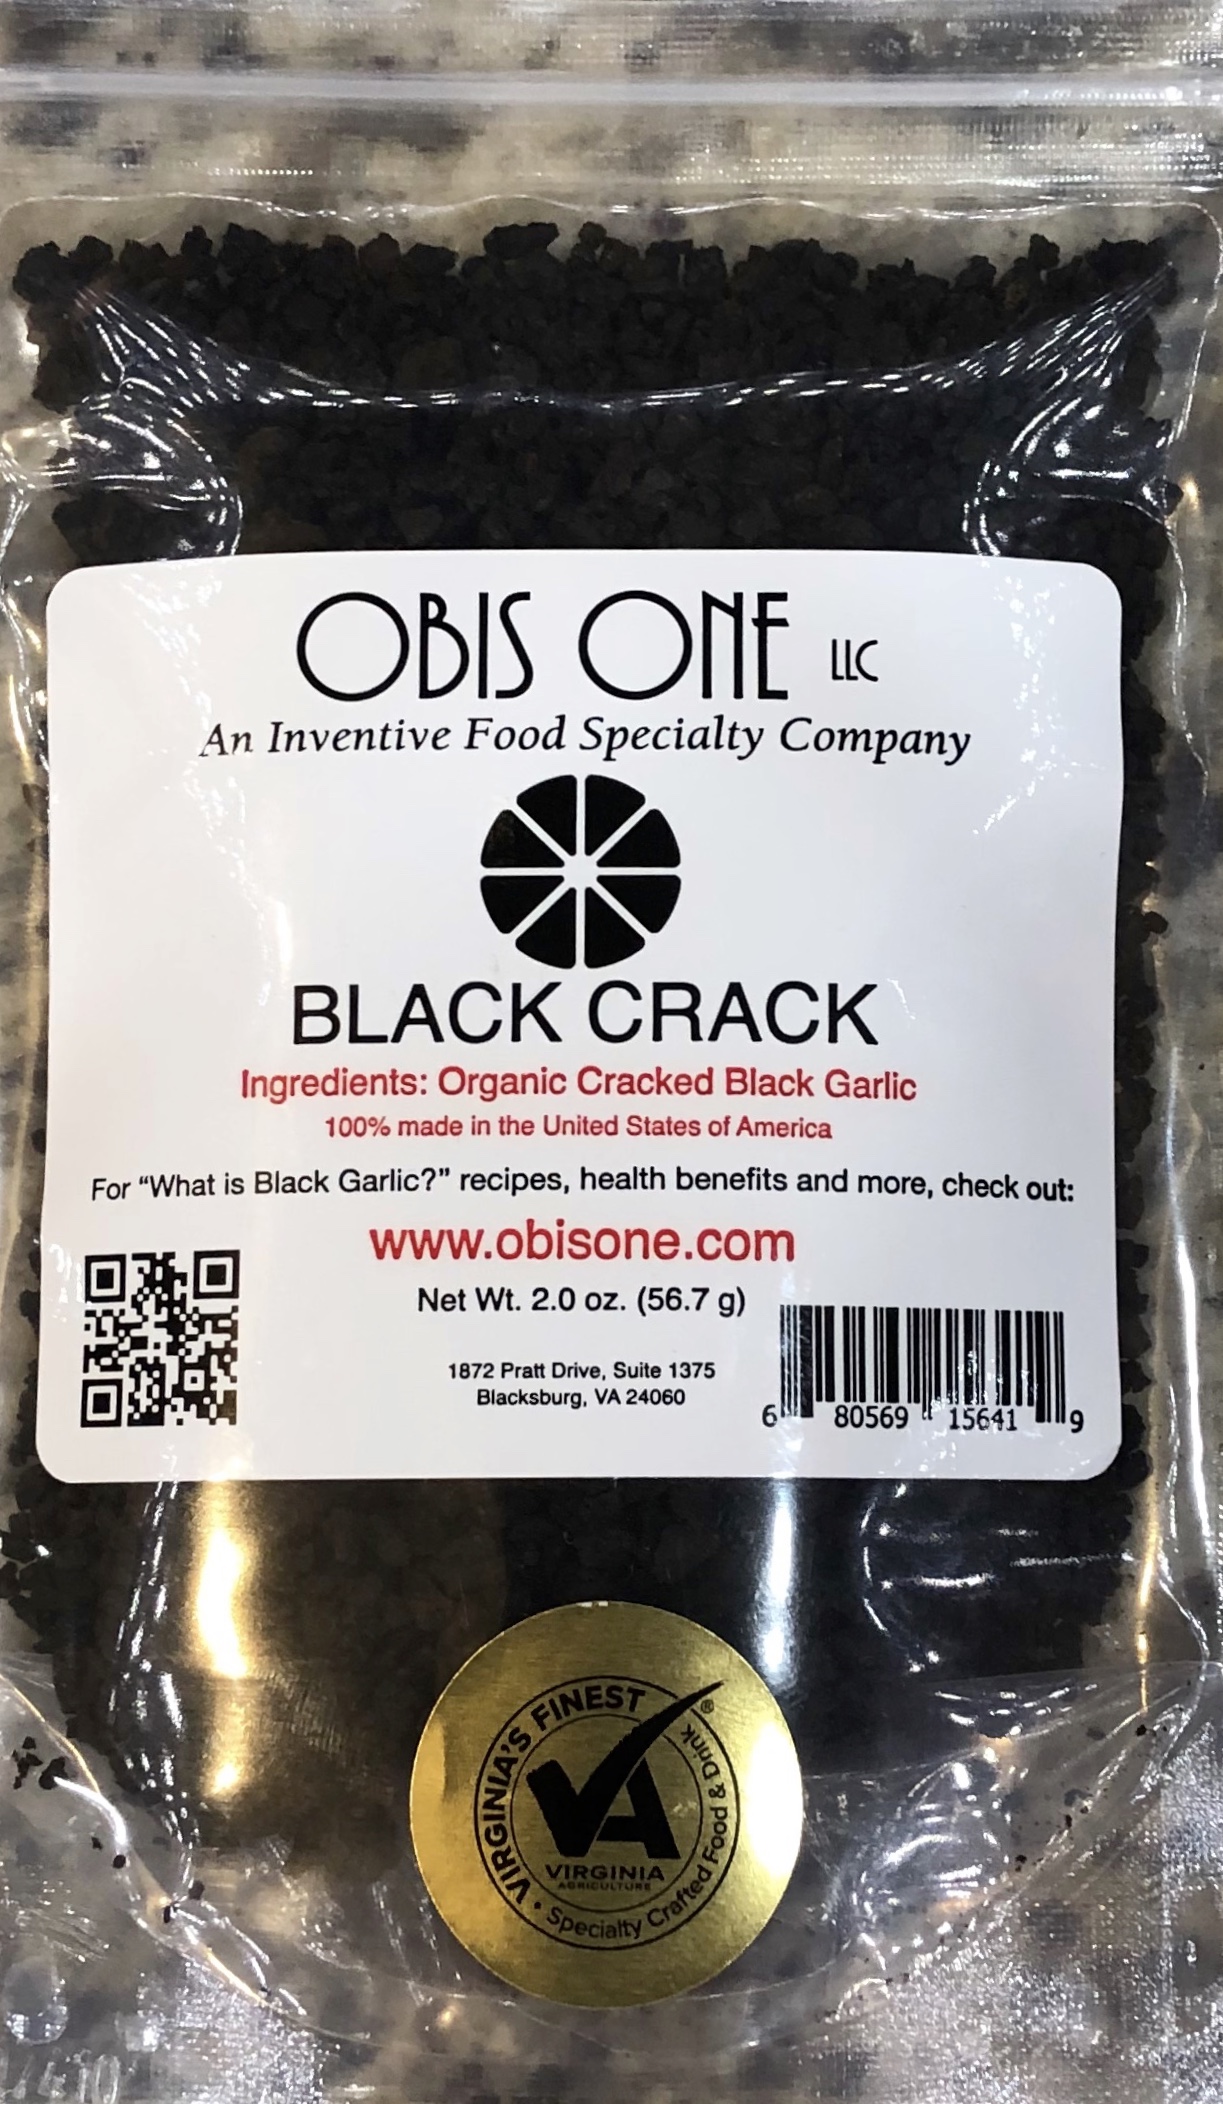 OBIS ONE LLC
An Inventive Food Specialty Company
BLACK CRACK
Ingredients: Organic Cracked Black Garlic
100% made in the United States of America
For “What is Black Garlic?” recipes, health benefits and more, check out:
www.obisone.com
Net Wt. 2.0 oz. (56.7 g)
1872 Pratt Drive, Suite 1375
Blacksburg, VA 24060
6 80569 15641 9
VIRGINIA'S FINEST ®
VA
VIRGINIA
AGRICULTURE
• Specialty Crafted Food & Drink